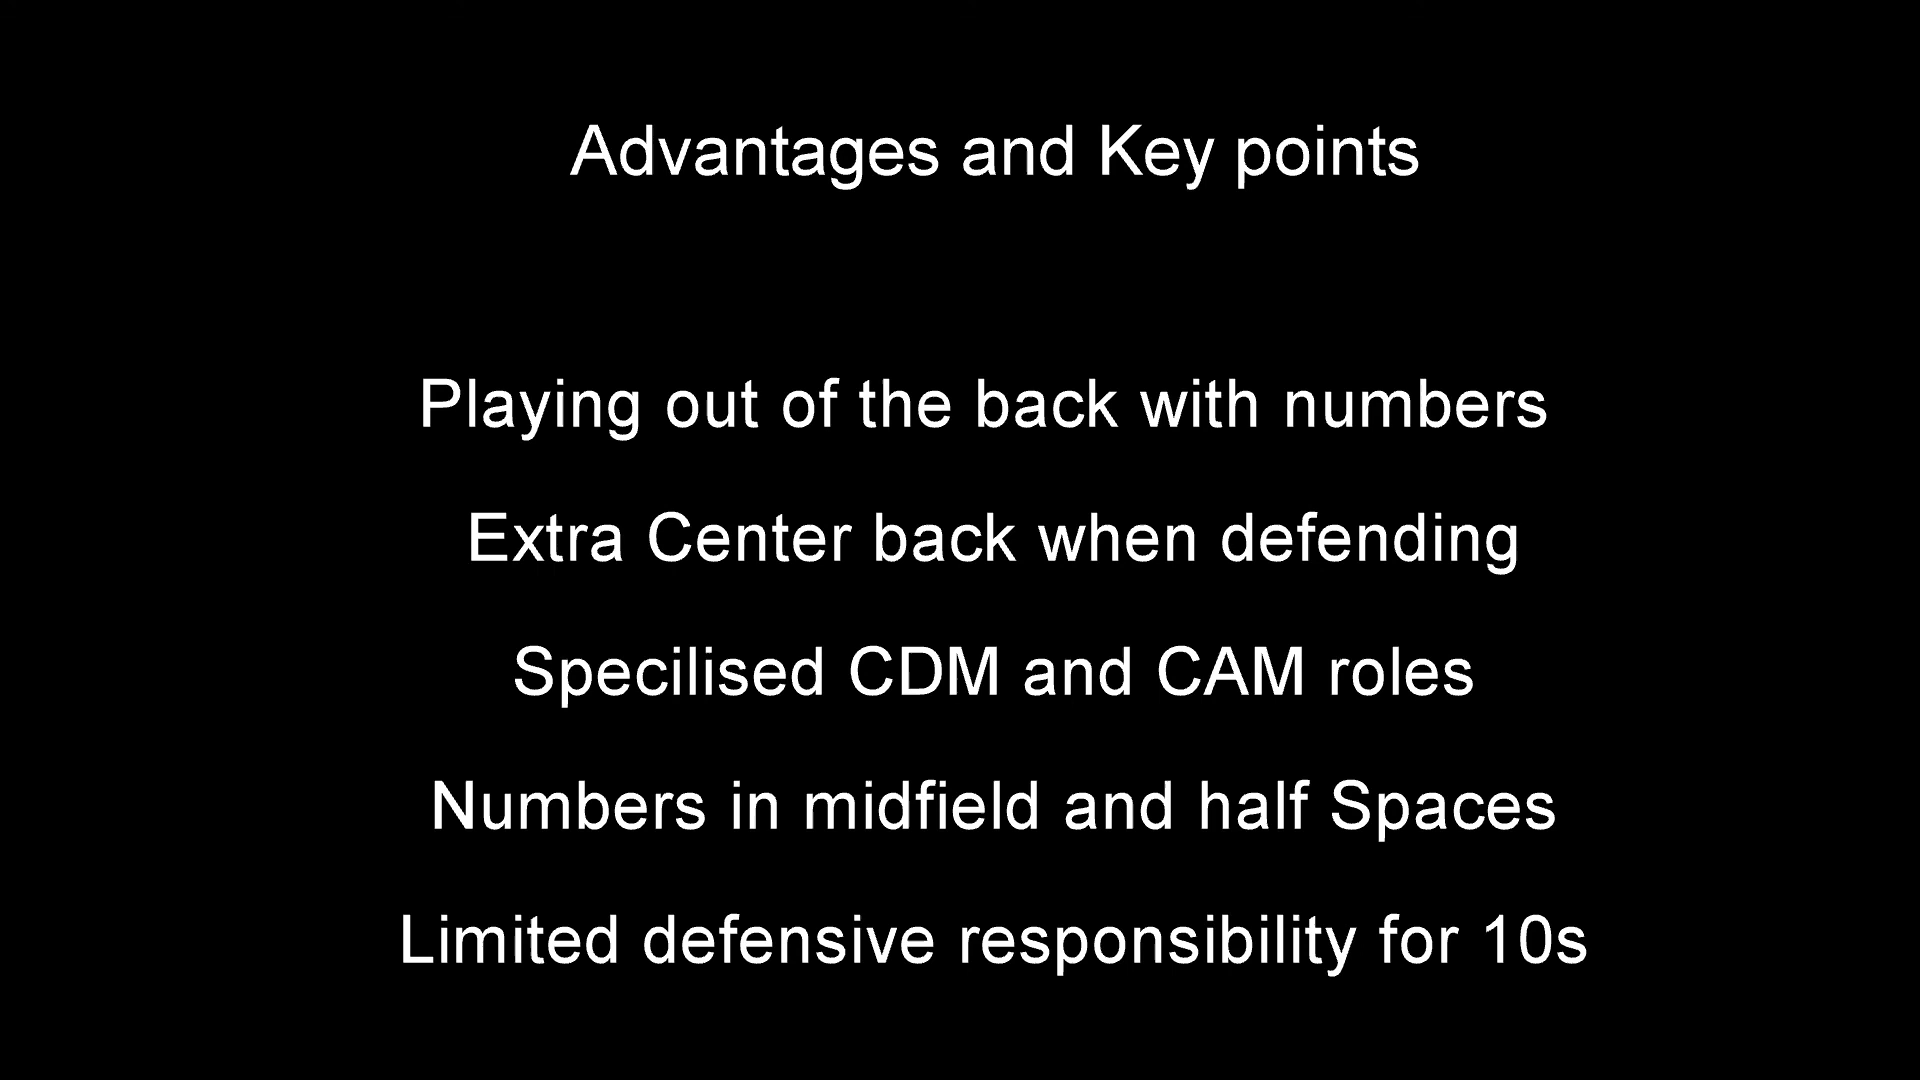 Advantages and Key points
Playing out of the back with numbers
Extra Center back when defending
Specilised CDM and CAM roles
Numbers in midfield and half Spaces
Limited defensive responsibility for 10s